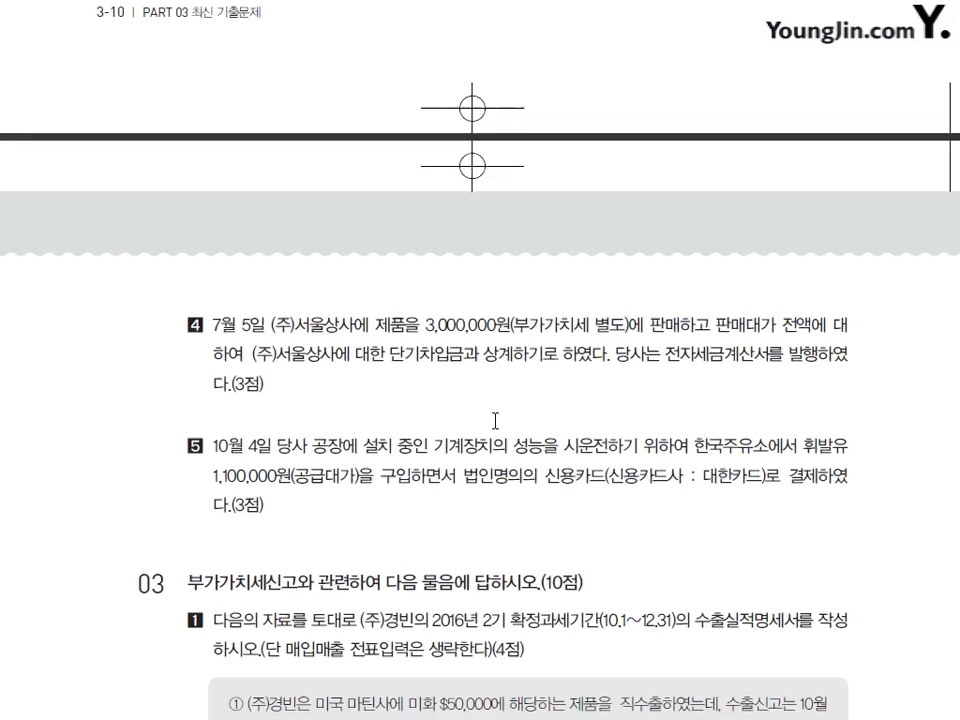 3-10 | PART 03 최신 기출문제
YoungJin.com Y.
4 7월 5일 (주)서울상사에 제품을 3,000,000원(부가가치세 별도)에 판매하고 판매대가 전액에 대
하여 (주)서울상사에 대한 단기차입금과 상계하기로 하였다. 당사는 전자세금계산서를 발행하였
다.(3점)
5 10월 4일 당사 공장에 설치 중인 기계장치의 성능을 시운전하기 위하여 한국주유소에서 휘발유
1,100,000원(공급대가)을 구입하면서 법인명의의 신용카드(신용카드사 : 대한카드)로 결제하였
다.(3점)
03 부가가치세신고와 관련하여 다음 물음에 답하시오.(10점)
1 다음의 자료를 토대로 (주)경빈의 2016년 2기 확정과세기간(10.1~12.31)의 수출실적명세서를 작성
하시오.(단 매입매출 전표입력은 생략한다)(4점)
① (주)경빈은 미국 마틴사에 미화 $50,000에 해당하는 제품을 직수출하였는데, 수출신고는 10월